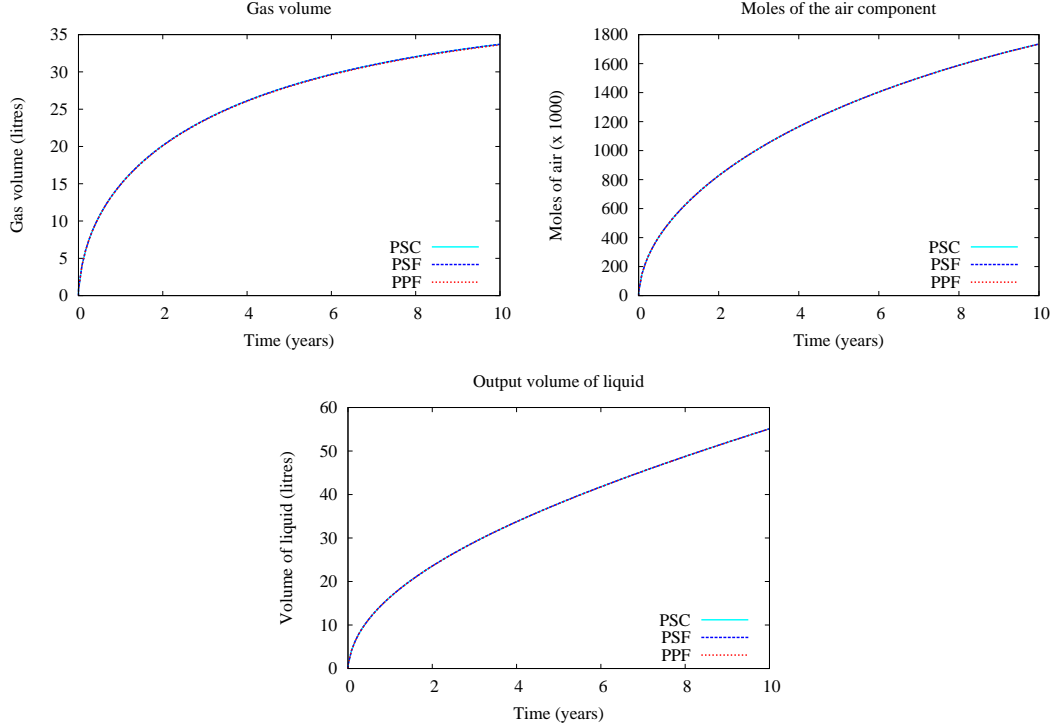 Gas volume
Gas volume (litres)
35
30
25
20
15
10
5
0
0 2 4 6 8 10
Time (years)
PSC
PSF
PPF
Moles of the air component
Moles of air (x 1000)
1800
1600
1400
1200
1000
800
600
400
200
0
0 2 4 6 8 10
Time (years)
PSC
PSF
PPF
Output volume of liquid
Volume of liquid (litres)
60
50
40
30
20
10
0
0 2 4 6 8 10
Time (years)
PSC
PSF
PPF